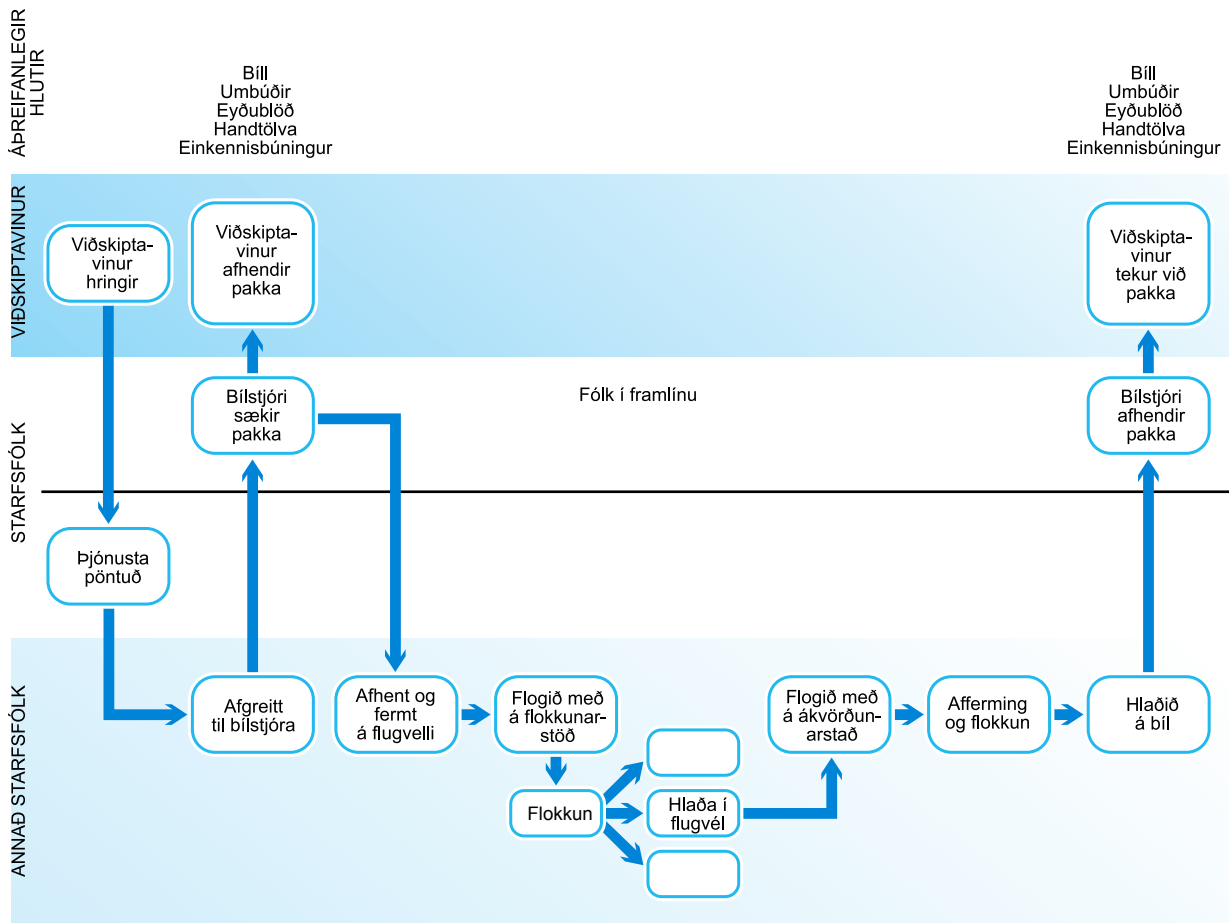 ÁÞREIFANLEGIR
HLUTIR
Bíll
Umbúðir
Eyðublöð
Handtölva
Einkennisbúningur
Bíll
Umbúðir
Eyðublöð
Handtölva
Einkennisbúningur
VIÐSKIPTAVINUR
Viðskipta-
vinur
hringir
Viðskipta-
vinur
afhendir
pakka
Viðskipta-
vinur
tekur við
pakka
STARFSFÓLK
Bílstjóri
sækir
pakka
Fólk í framlínu
Bílstjóri
afhendir
pakka
Þjónusta
pöntuð
ANNAÐ STARFSFÓLK
Afgreitt
til bílstjóra
Afhent og
fermt
á flugvelli
Flogið með
á flokkunar-
stöð
Flokkun
Hlaða í
flugvél
Flogið með
á ákvörðun-
arstað
Afferming
og flokkun
Hlaðið
á bíl